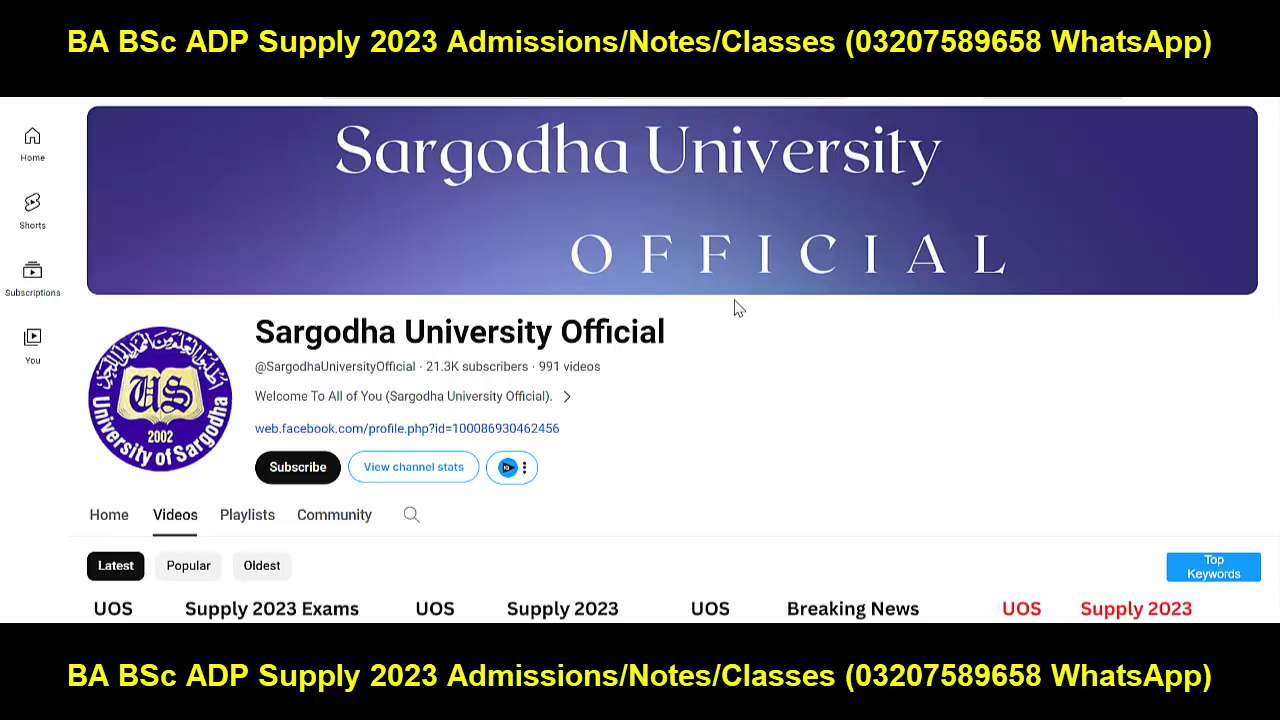 BA BSc ADP Supply 2023 Admissions/Notes/Classes (03207589658 WhatsApp)
Sargodha University
OFFICIAL
Home
Shorts
Subscriptions
You
US
2002
University of Sargodha
Sargodha University Official
@SargodhaUniversityOfficial · 21.3K subscribers · 991 videos
Welcome To All of You (Sargodha University Official).
web.facebook.com/profile.php?id=100086930462456
Subscribe View channel stats
Home Videos Playlists Community
Latest Popular Oldest
Top
Keywords
UOS Supply 2023 Exams UOS Supply 2023 UOS Breaking News UOS Supply 2023
BA BSc ADP Supply 2023 Admissions/Notes/Classes (03207589658 WhatsApp)